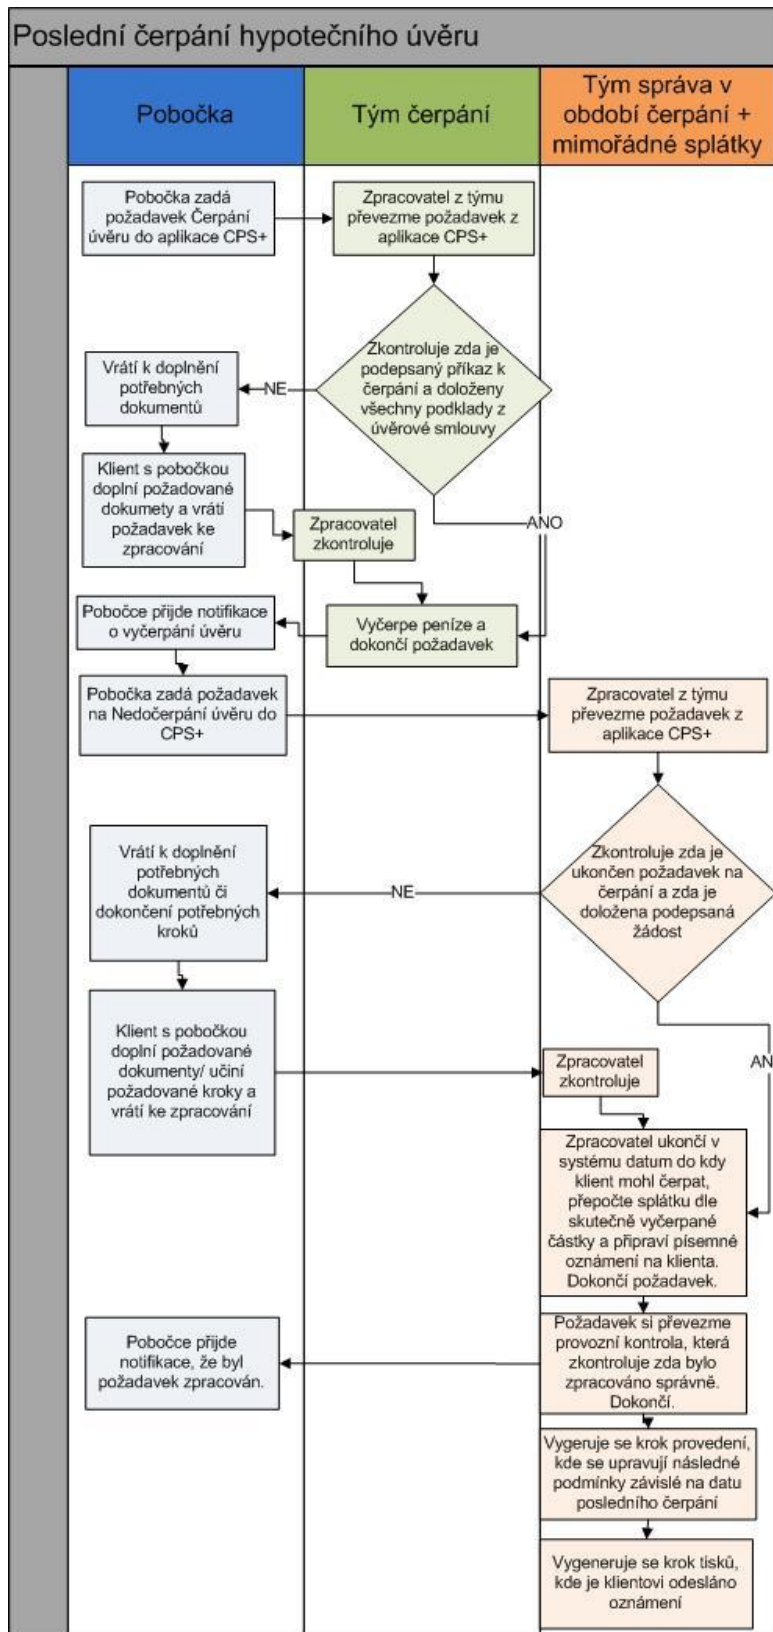 Poslední čerpání hypotečního úvěru
Pobočka
Tým čerpání
Tým správa v
období čerpání +
mimořádné splátky
Pobočka zadá
požadavek Čerpání
úvěru do aplikace CPS+
Zpracovatel z týmu
převezme požadavek z
aplikace CPS+
Zkontroluje zda je
podepsaný příkaz k
čerpání a doloženy
všechny podklady z
úvěrové smlouvy
NE
Vrátí k doplnění
potřebných
dokumentů
Klient s pobočkou
doplní požadované
dokumety a vrátí
požadavek ke
zpracování
Zpracovatel
zkontroluje
ANO
Vyčerpe peníze a
dokončí požadavek
Pobočce přijde notifikace
o vyčerpání úvěru
Pobočka zadá požadavek
na Nedočerpání úvěru do
CPS+
Zpracovatel z týmu
převezme požadavek z
aplikace CPS+
Zkontroluje zda je
ukončen požadavek na
čerpání a zda je
doložena podepsaná
žádost
NE
Vrátí k doplnění
potřebných
dokumentů či
dokončení potřebných
kroků
Klient s pobočkou
doplní požadované
dokumenty/ učiní
požadované kroky a
vrátí ke zpracování
Zpracovatel
zkontroluje
AN
Zpracovatel ukončí v
systému datum do kdy
klient mohl čerpat,
přepočte splátku dle
skutečně vyčerpané
částky a připraví písemné
oznámení na klienta.
Dokončí požadavek.
Požadavek si převezme
provozní kontrola, která
zkontroluje zda bylo
zpracováno správně.
Dokončí.
Pobočce přijde
notifikace, že byl
požadavek zpracován.
Vygeruje se krok provedení,
kde se upravují následné
podmínky závislé na datu
posledního čerpání
Vygeneruje se krok tisků,
kde je klientovi odesláno
oznámení